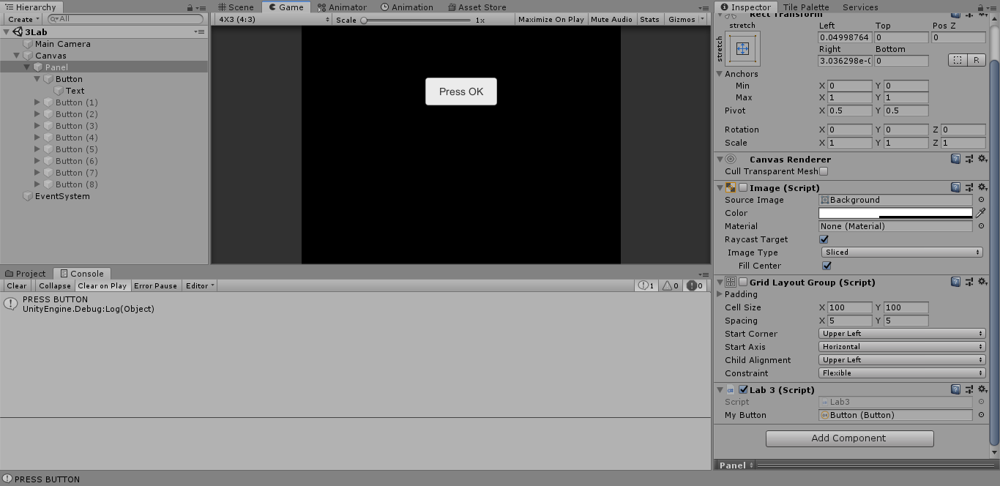 Hierarchy
Create All
3Lab
Main Camera
Canvas
Panel
Button
Text
Button (1)
Button (2)
Button (3)
Button (4)
Button (5)
Button (6)
Button (7)
Button (8)
EventSystem
Scene Game Animator Animation Asset Store
4X3 (4:3) Scale 1x Maximize On Play Mute Audio Stats Gizmos
Press OK
Project Console
Clear Collapse Clear on Play Error Pause Editor 1 0 0
PRESS BUTTON
UnityEngine.Debug:Log(Object)
PRESS BUTTON
Inspector Tile Palette Services
Rect Transform
stretch Left Top Pos Z
stretch 0.04998764 0 0
Right Bottom
3.036298e-0 0 R
Anchors
Min X 0 Y 0
Max X 1 Y 1
Pivot X 0.5 Y 0.5
Rotation X 0 Y 0 Z 0
Scale X 1 Y 1 Z 1
Canvas Renderer
Cull Transparent Mesh
Image (Script)
Source Image Background
Color
Material None (Material)
Raycast Target
Image Type Sliced
Fill Center
Grid Layout Group (Script)
Padding
Cell Size X 100 Y 100
Spacing X 5 Y 5
Start Corner Upper Left
Start Axis Horizontal
Child Alignment Upper Left
Constraint Flexible
Lab 3 (Script)
Script Lab3
My Button Button (Button)
Add Component
Panel